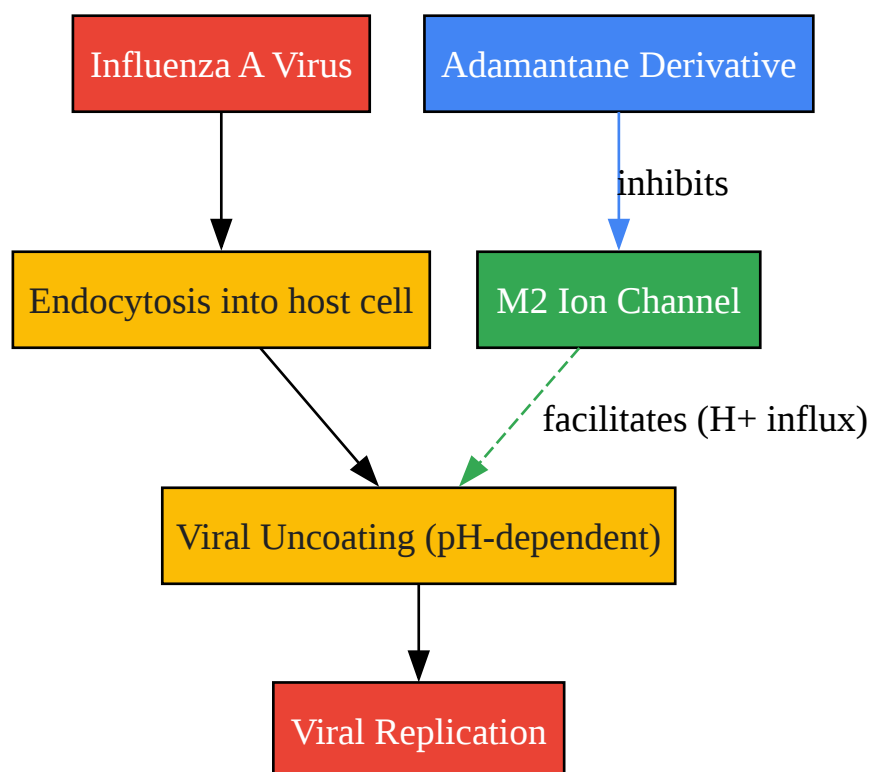 Influenza A Virus
Adamantane Derivative
inhibits
Endocytosis into host cell
M2 Ion Channel
facilitates (H+ influx)
Viral Uncoating (pH-dependent)
Viral Replication